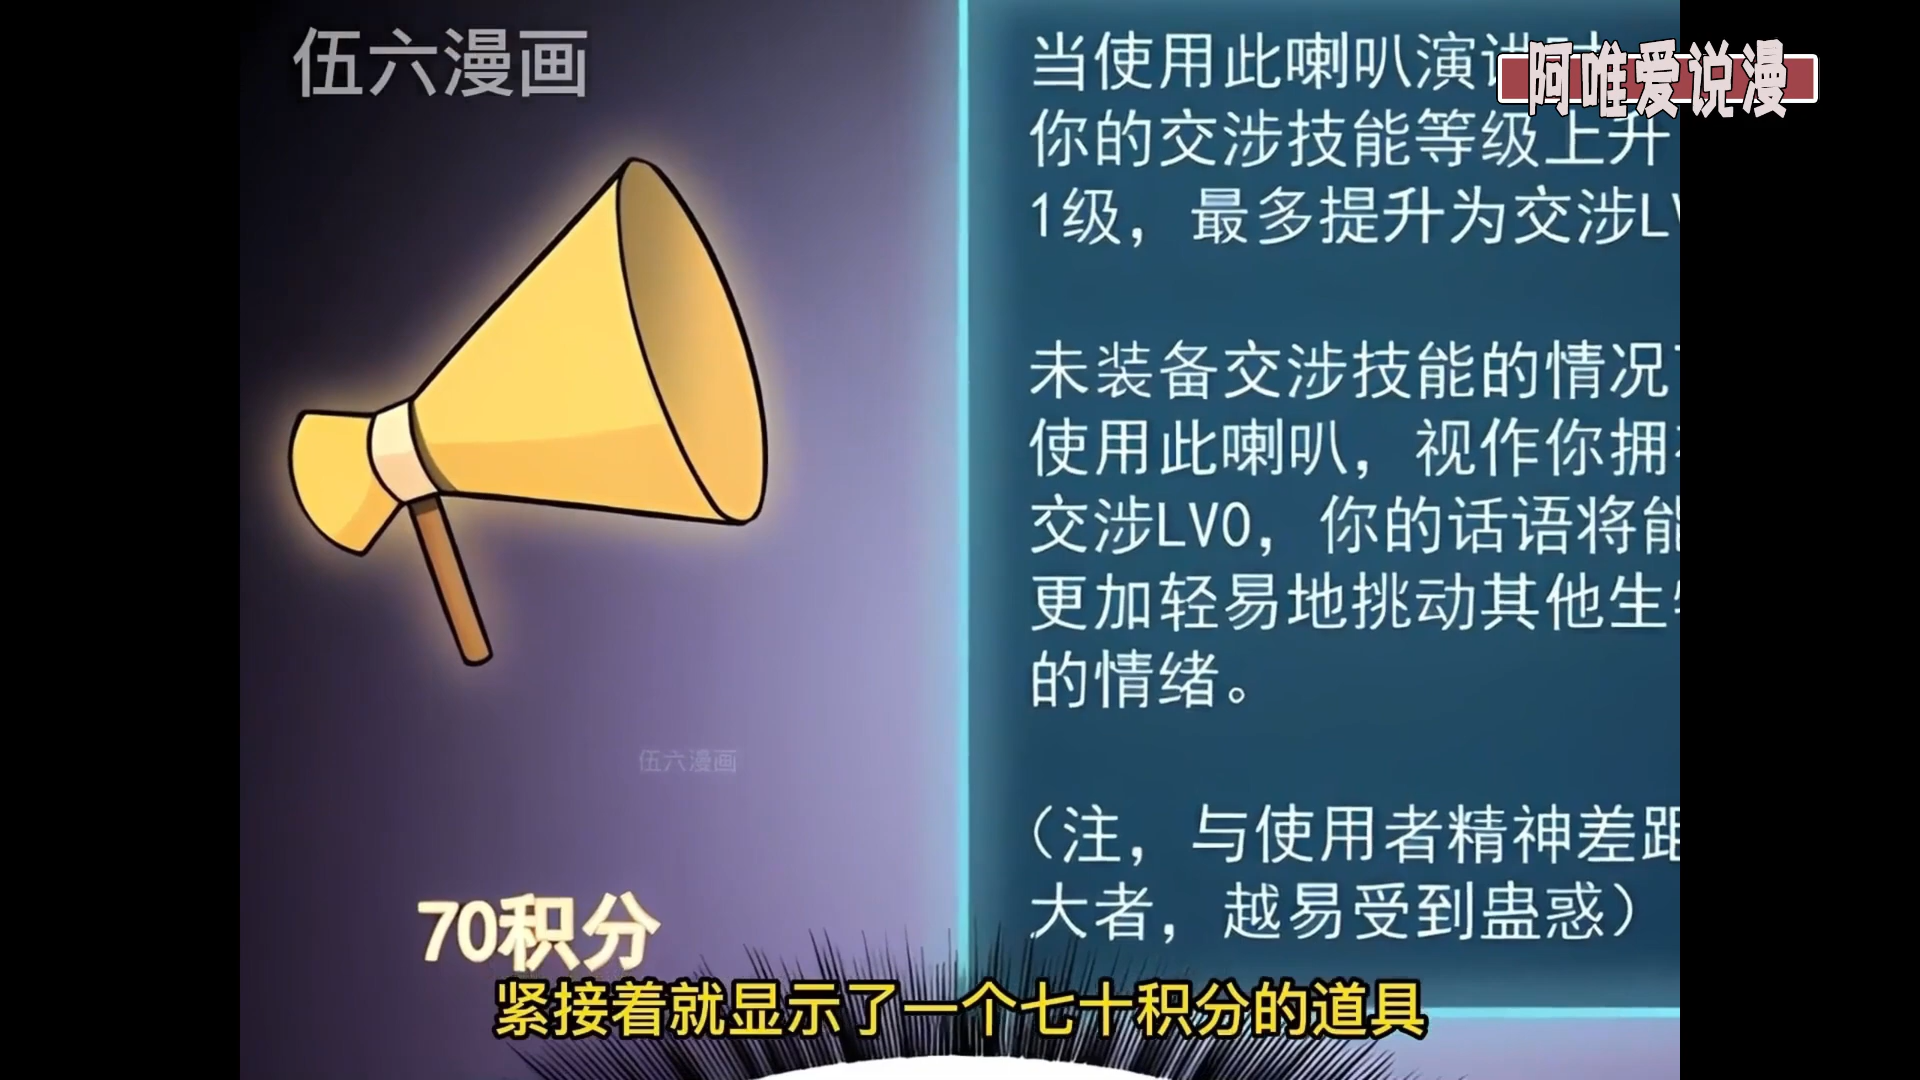 伍六漫画
阿唯爱说漫
当使用此喇叭演讲
你的交涉技能等级上升
1级，最多提升为交涉L
未装备交涉技能的情况
使用此喇叭，视作你拥
交涉LV0，你的话语将能
更加轻易地挑动其他生
的情绪。
伍六漫画
（注，与使用者精神差距
大者，越易受到蛊惑）
70积分
紧接着就显示了一个七十积分的道具